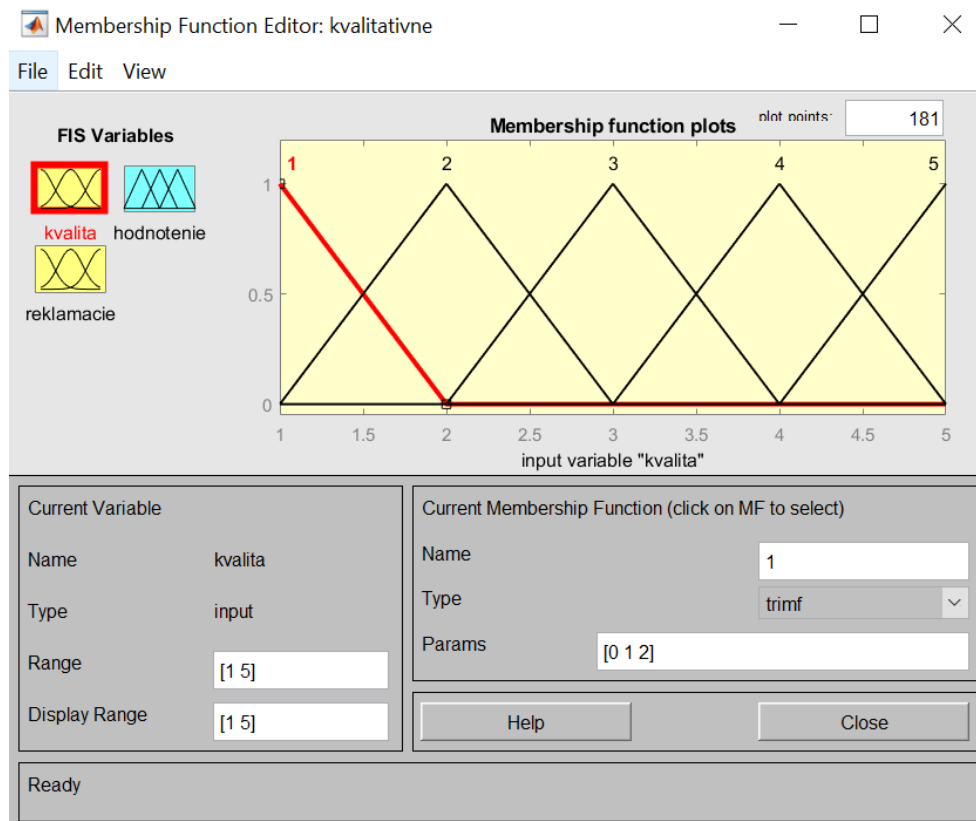 Membership Function Editor: kvalitativne
File Edit View
FIS Variables
kvalita hodnotenie
reklamacie
Membership function plots plot points: 181
1 2 3 4 5
1
0.5
0
1 1.5 2 2.5 3 3.5 4 4.5 5
input variable "kvalita"
Current Variable
Name kvalita
Type input
Range [1 5]
Display Range [1 5]
Current Membership Function (click on MF to select)
Name 1
Type trimf
Params [0 1 2]
Help Close
Ready